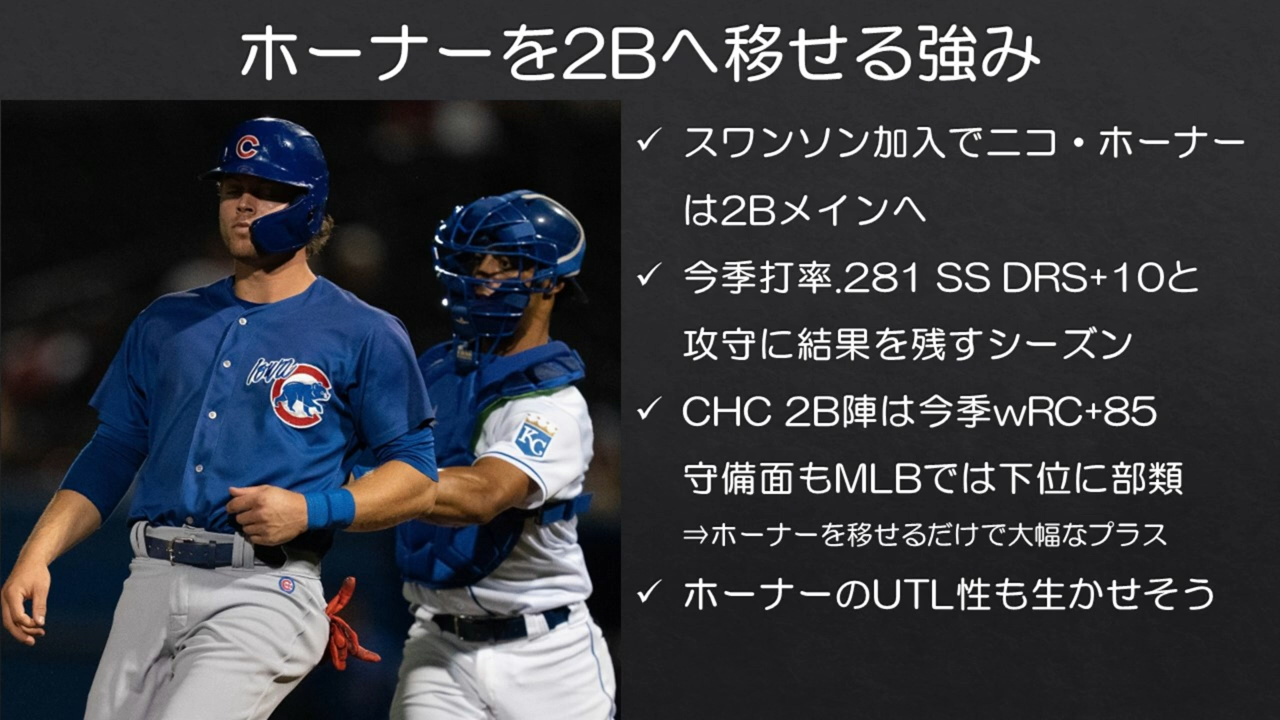 ホーナーを2Bへ移せる強み
✓ スワンソン加入でニコ・ホーナー
は2Bメインへ
✓ 今季打率.281 SS DRS+10と
攻守に結果を残すシーズン
✓ CHC 2B陣は今季wRC+85
守備面もMLBでは下位に部類
⇒ホーナーを移せるだけで大幅なプラス
✓ ホーナーのUTL性も生かせそう
C
Iowa
KC